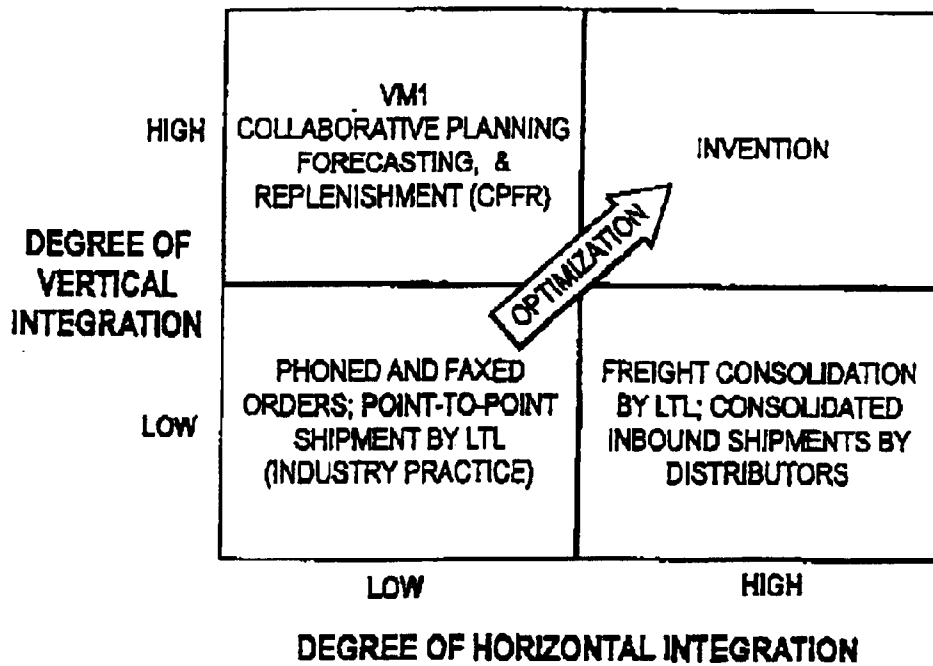 VM1
COLLABORATIVE PLANNING
FORECASTING, &
REPLENISHMENT (CPFR)
HIGH
INVENTION
DEGREE OF
VERTICAL
INTEGRATION
OPTIMIZATION
PHONED AND FAXED
ORDERS; POINT-TO-POINT
SHIPMENT BY LTL
(INDUSTRY PRACTICE)
LOW
FREIGHT CONSOLIDATION
BY LTL; CONSOLIDATED
INBOUND SHIPMENTS BY
DISTRIBUTORS
LOW
HIGH
DEGREE OF HORIZONTAL INTEGRATION